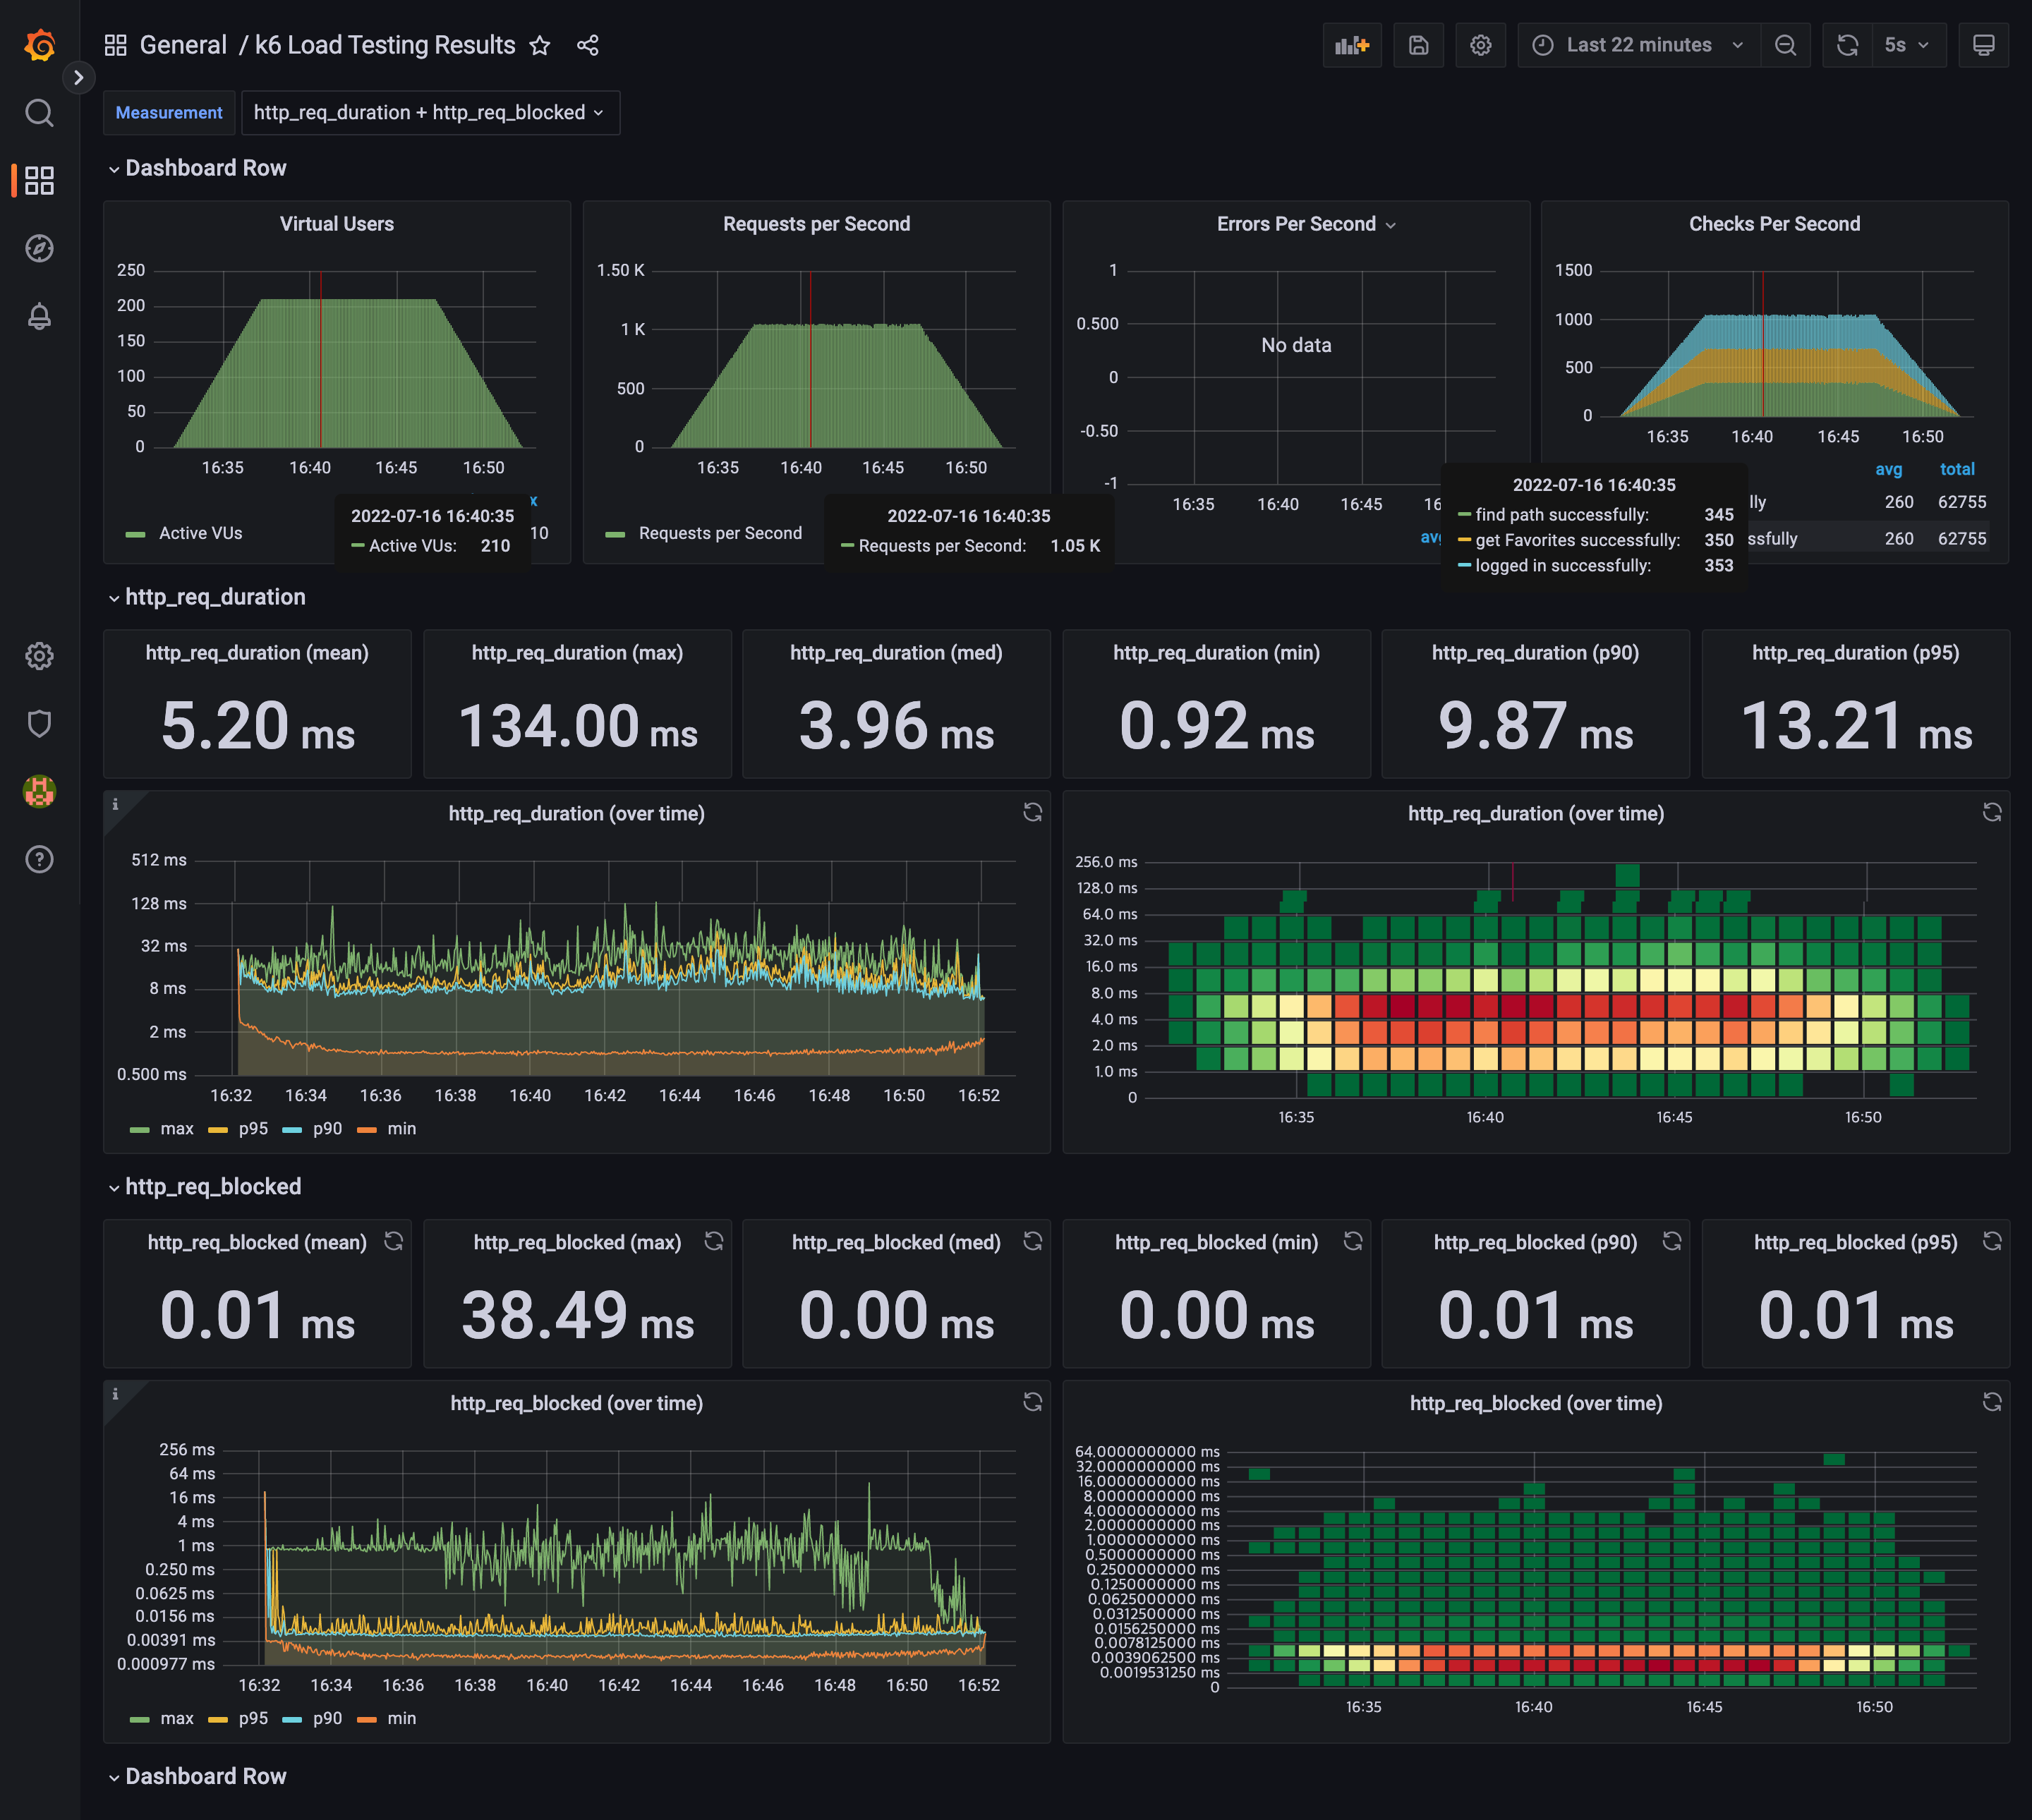 General / k6 Load Testing Results
Last 22 minutes
5s
Measurement
http_req_duration + http_req_blocked
Dashboard Row
Virtual Users
250
200
150
100
50
0
16:35 16:40 16:45 16:50
Active VUs
10
2022-07-16 16:40:35
Active VUs: 210
Requests per Second
1.50 K
1 K
500
0
16:35 16:40 16:45 16:50
Requests per Second
2022-07-16 16:40:35
Requests per Second: 1.05 K
Errors Per Second
1
0.500
0
-0.50
-1
No data
16:35 16:40 16:45
avg
Checks Per Second
1500
1000
500
0
16:35 16:40 16:45 16:50
avg total
lly 260 62755
ssfully 260 62755
2022-07-16 16:40:35
find path successfully: 345
get Favorites successfully: 350
logged in successfully: 353
http_req_duration
http_req_duration (mean)
5.20 ms
http_req_duration (max)
134.00 ms
http_req_duration (med)
3.96 ms
http_req_duration (min)
0.92 ms
http_req_duration (p90)
9.87 ms
http_req_duration (p95)
13.21 ms
http_req_duration (over time)
512 ms
128 ms
32 ms
8 ms
2 ms
0.500 ms
16:32 16:34 16:36 16:38 16:40 16:42 16:44 16:46 16:48 16:50 16:52
max p95 p90 min
http_req_duration (over time)
256.0 ms
128.0 ms
64.0 ms
32.0 ms
16.0 ms
8.0 ms
4.0 ms
2.0 ms
1.0 ms
0
16:35 16:40 16:45 16:50
http_req_blocked
http_req_blocked (mean)
0.01 ms
http_req_blocked (max)
38.49 ms
http_req_blocked (med)
0.00 ms
http_req_blocked (min)
0.00 ms
http_req_blocked (p90)
0.01 ms
http_req_blocked (p95)
0.01 ms
http_req_blocked (over time)
256 ms
64 ms
16 ms
4 ms
1 ms
0.250 ms
0.0625 ms
0.0156 ms
0.00391 ms
0.000977 ms
16:32 16:34 16:36 16:38 16:40 16:42 16:44 16:46 16:48 16:50 16:52
max p95 p90 min
http_req_blocked (over time)
64.0000000000 ms
32.0000000000 ms
16.0000000000 ms
8.0000000000 ms
4.0000000000 ms
2.0000000000 ms
1.0000000000 ms
0.5000000000 ms
0.2500000000 ms
0.1250000000 ms
0.0625000000 ms
0.0312500000 ms
0.0156250000 ms
0.0078125000 ms
0.0039062500 ms
0.0019531250 ms
0
16:35 16:40 16:45 16:50
Dashboard Row